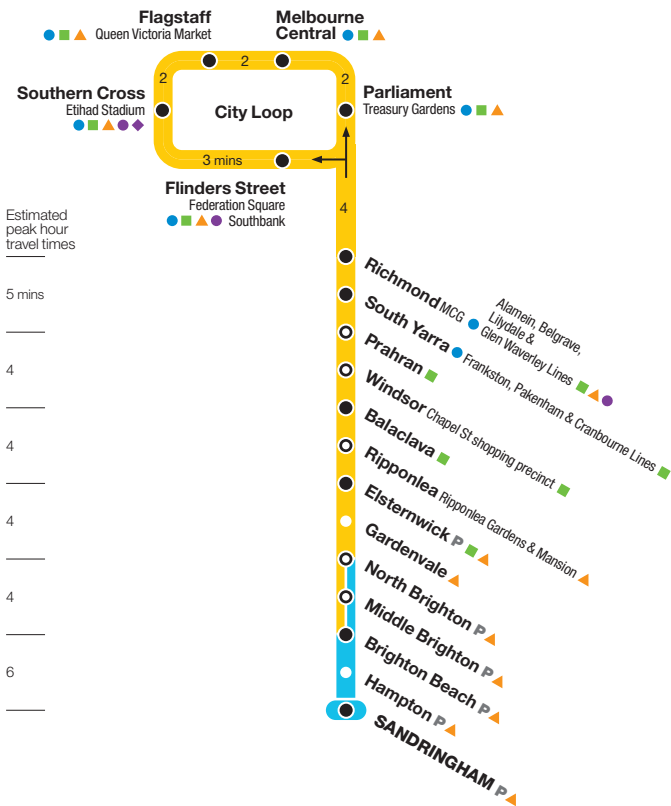 Flagstaff
Queen Victoria Market
Melbourne
Central
2
2
2
Southern Cross
Etihad Stadium
City Loop
Parliament
Treasury Gardens
3 mins
Flinders Street
Federation Square
Southbank
4
Estimated
peak hour
travel times
5 mins
4
4
4
4
6
Richmond MCG
Alamein, Belgrave,
Lilydale &
Glen Waverley Lines
South Yarra Frankston, Pakenham & Cranbourne Lines
Prahran
Windsor Chapel St shopping precinct
Balaclava
Ripponlea Ripponlea Gardens & Mansion
Elsternwick P
Gardenvale
North Brighton P
Middle Brighton P
Brighton Beach P
Hampton P
SANDRINGHAM P